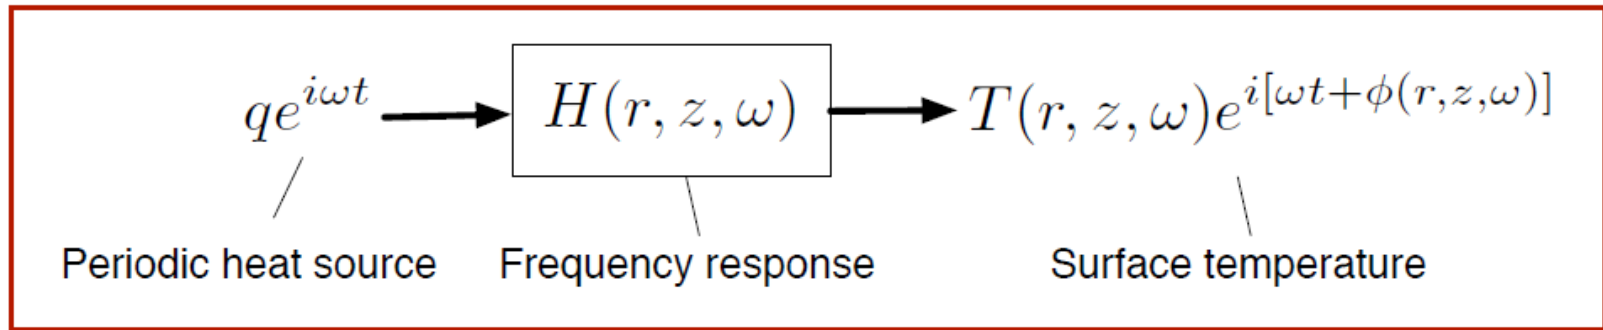 qe^{iωt} H(r, z, ω) T(r, z, ω)e^{i[ωt+ϕ(r,z,ω)]}
Periodic heat source Frequency response Surface temperature